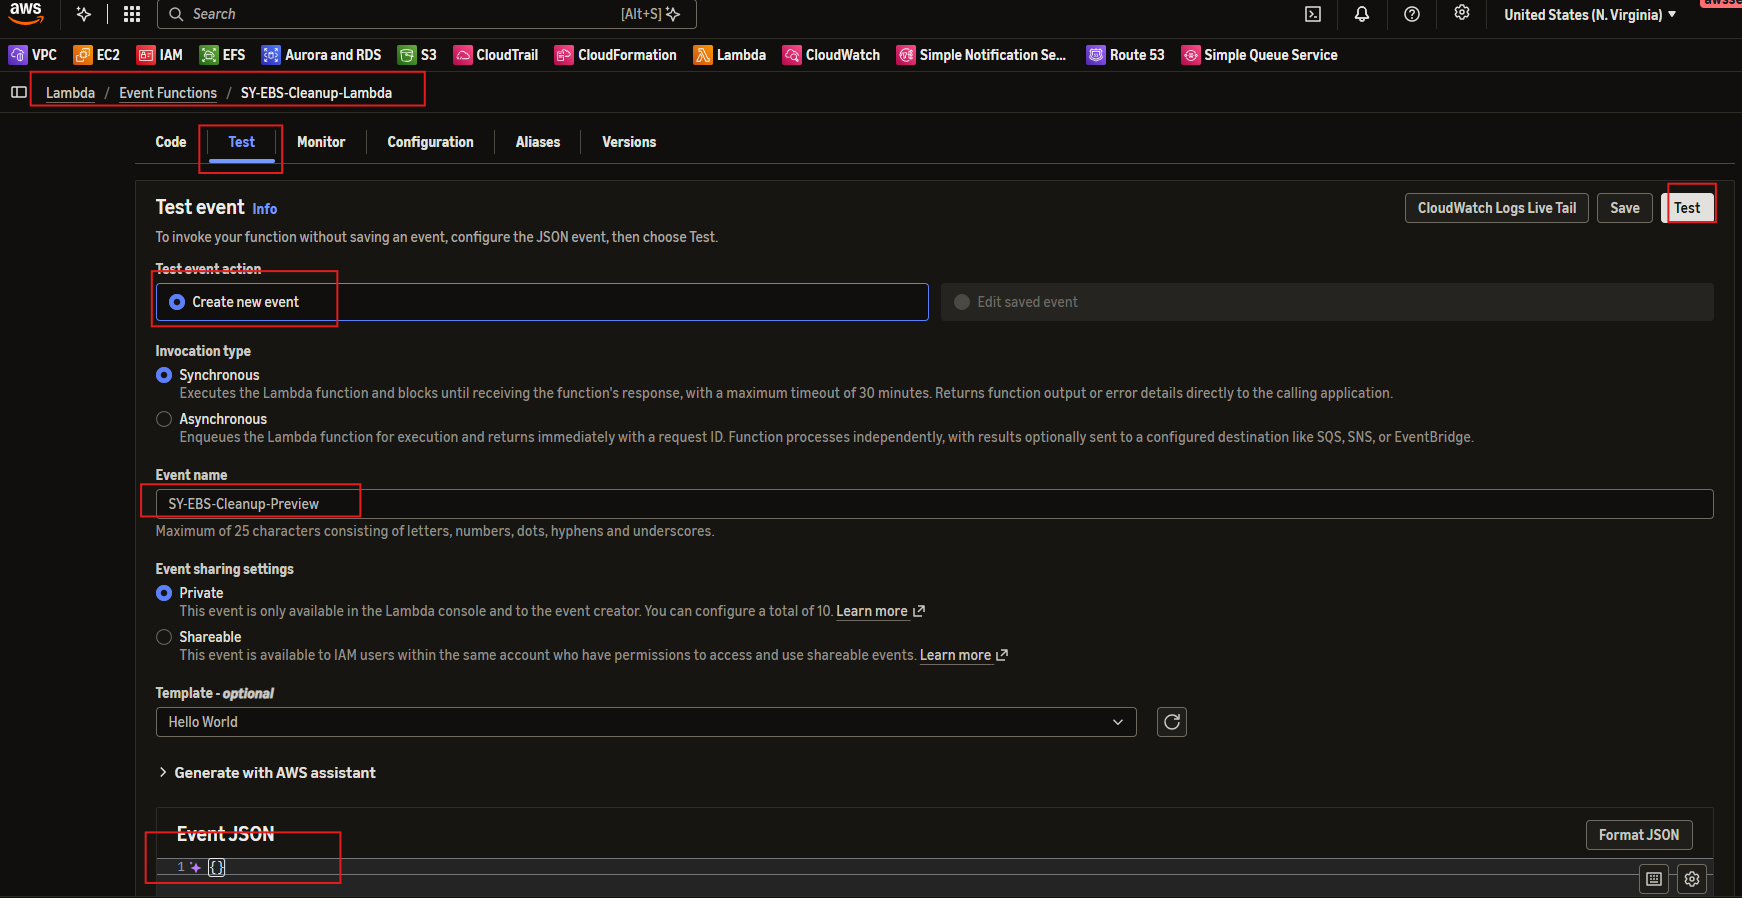 aws
Search [Alt+S] United States (N. Virginia)
VPC EC2 IAM EFS Aurora and RDS S3 CloudTrail CloudFormation Lambda CloudWatch Simple Notification Se... Route 53 Simple Queue Service
Lambda / Event Functions / SY-EBS-Cleanup-Lambda
Code Test Monitor Configuration Aliases Versions
Test event Info CloudWatch Logs Live Tail Save Test
To invoke your function without saving an event, configure the JSON event, then choose Test.
Test event action
Create new event Edit saved event
Invocation type
Synchronous
Executes the Lambda function and blocks until receiving the function's response, with a maximum timeout of 30 minutes. Returns function output or error details directly to the calling application.
Asynchronous
Enqueues the Lambda function for execution and returns immediately with a request ID. Function processes independently, with results optionally sent to a configured destination like SQS, SNS, or EventBridge.
Event name
SY-EBS-Cleanup-Preview
Maximum of 25 characters consisting of letters, numbers, dots, hyphens and underscores.
Event sharing settings
Private
This event is only available in the Lambda console and to the event creator. You can configure a total of 10. Learn more
Shareable
This event is available to IAM users within the same account who have permissions to access and use shareable events. Learn more
Template - optional
Hello World
Generate with AWS assistant
Event JSON Format JSON
1 {}